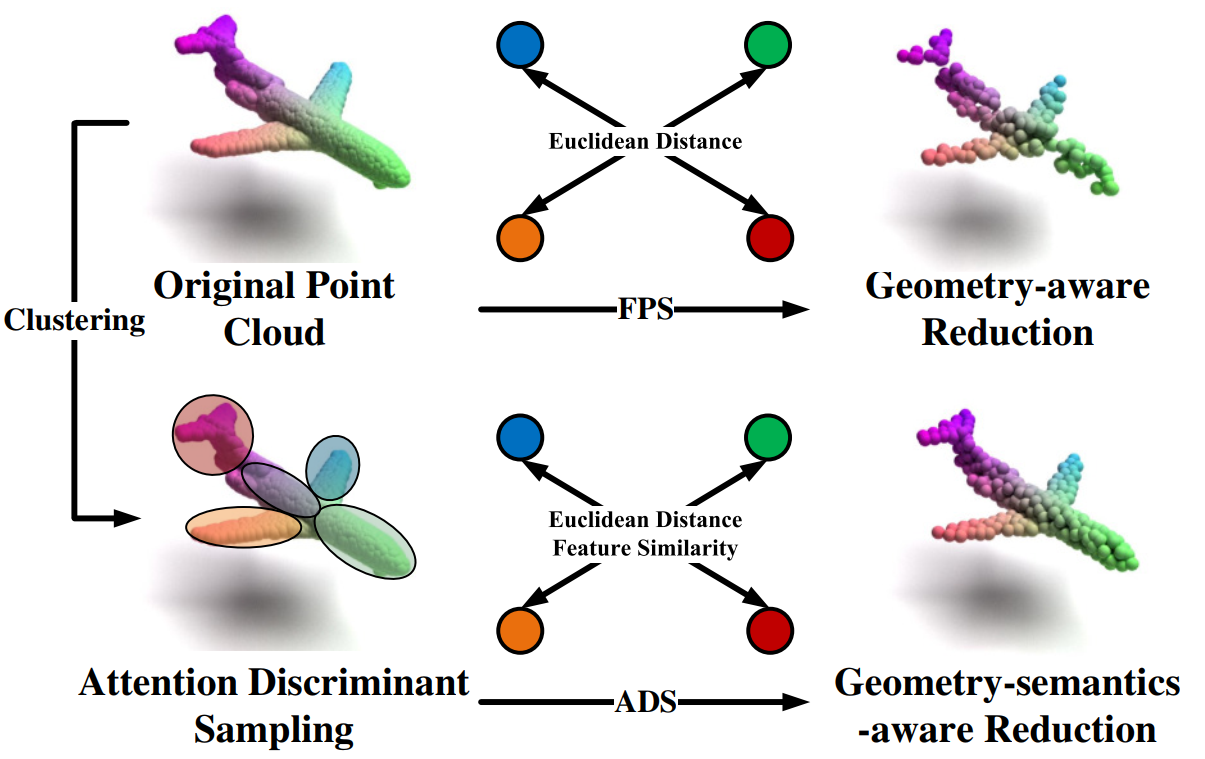 Euclidean Distance
Original Point
Cloud
FPS
Geometry-aware
Reduction
Clustering
Euclidean Distance
Feature Similarity
Attention Discriminant
Sampling
ADS
Geometry-semantics
-aware Reduction